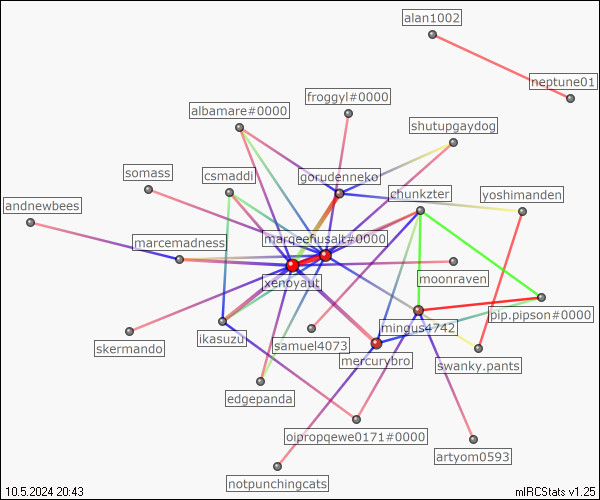 alan1002
neptune01
froggyl#0000
albamare#0000
shutupgaydog
somass
csmaddi
gorudenneko
chunkzter
yoshimanden
andnewbees
marcemadness
marqeefiusalt#0000
xenoyaut
moonraven
pip.pipson#0000
mingus4742
skermando
ikasuzu
samuel4073
mercurybro
swanky.pants
edgepanda
oipropqewe0171#0000
artyom0593
notpunchingcats
10.5.2024 20:43
mIRCStats v1.25